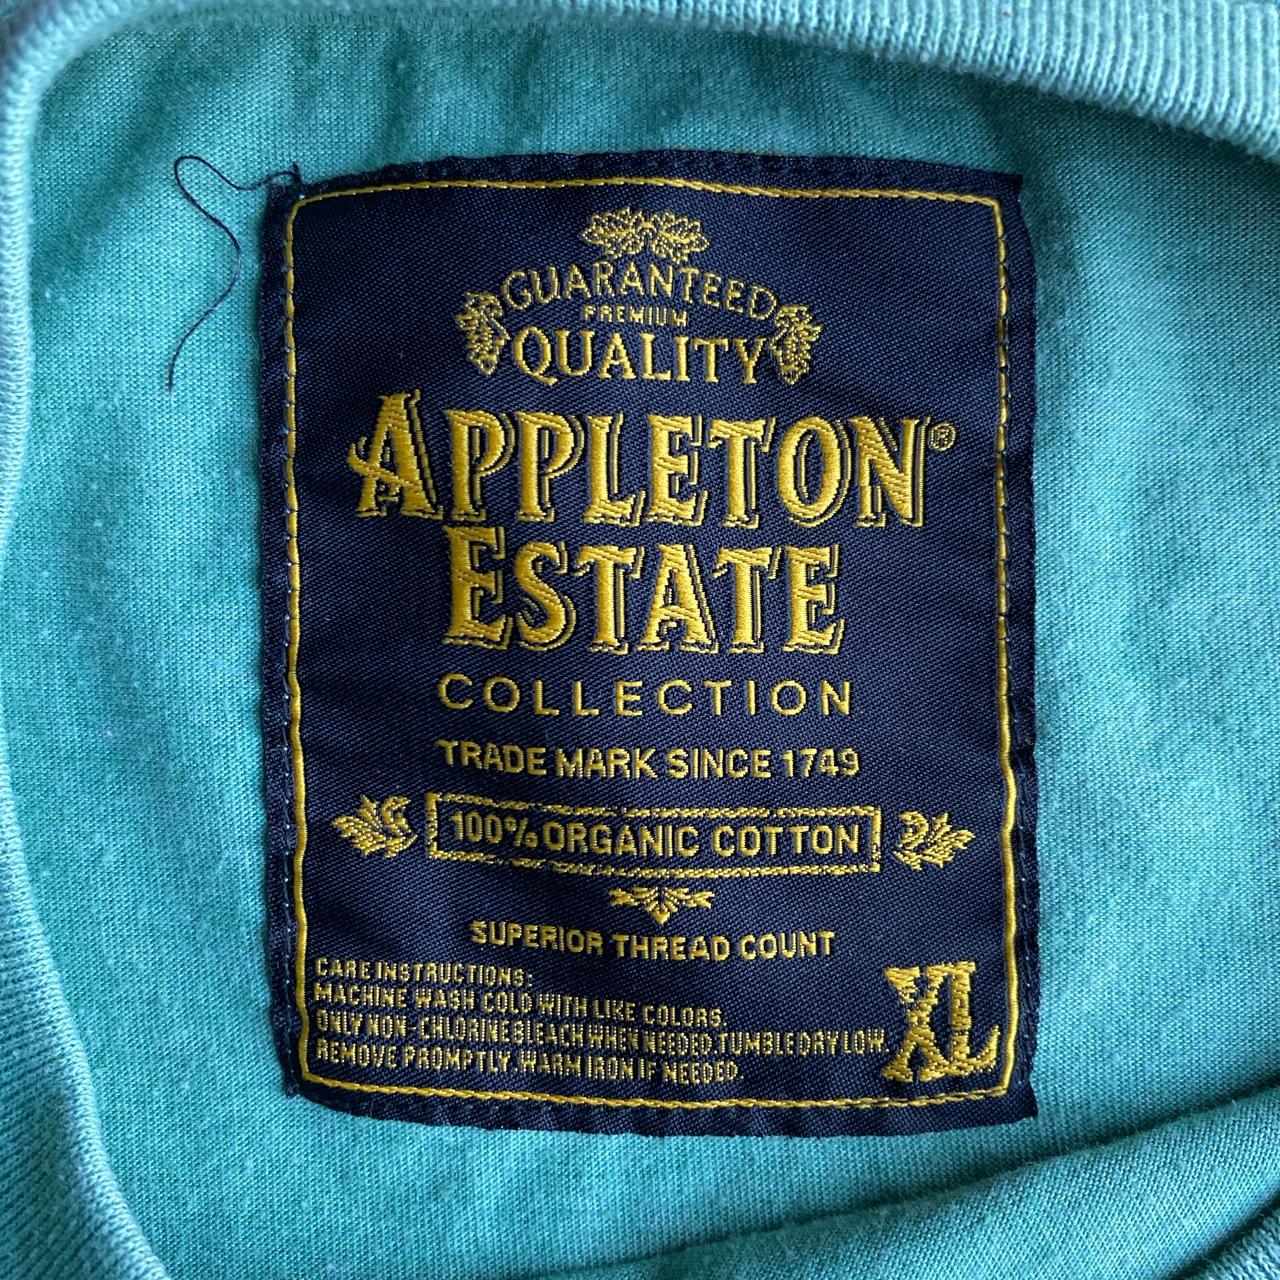 GUARANTEED
PREMIUM
QUALITY
APPLETON®
ESTATE
COLLECTION
TRADE MARK SINCE 1749
100% ORGANIC COTTON
SUPERIOR THREAD COUNT
CARE INSTRUCTIONS:
MACHINE WASH COLD WITH LIKE COLORS
ONLY NON-CHLORINE BLEACH WHEN NEEDED TUMBLE DRY LOW.
REMOVE PROMPTLY. WARM IRON IF NEEDED.
XL